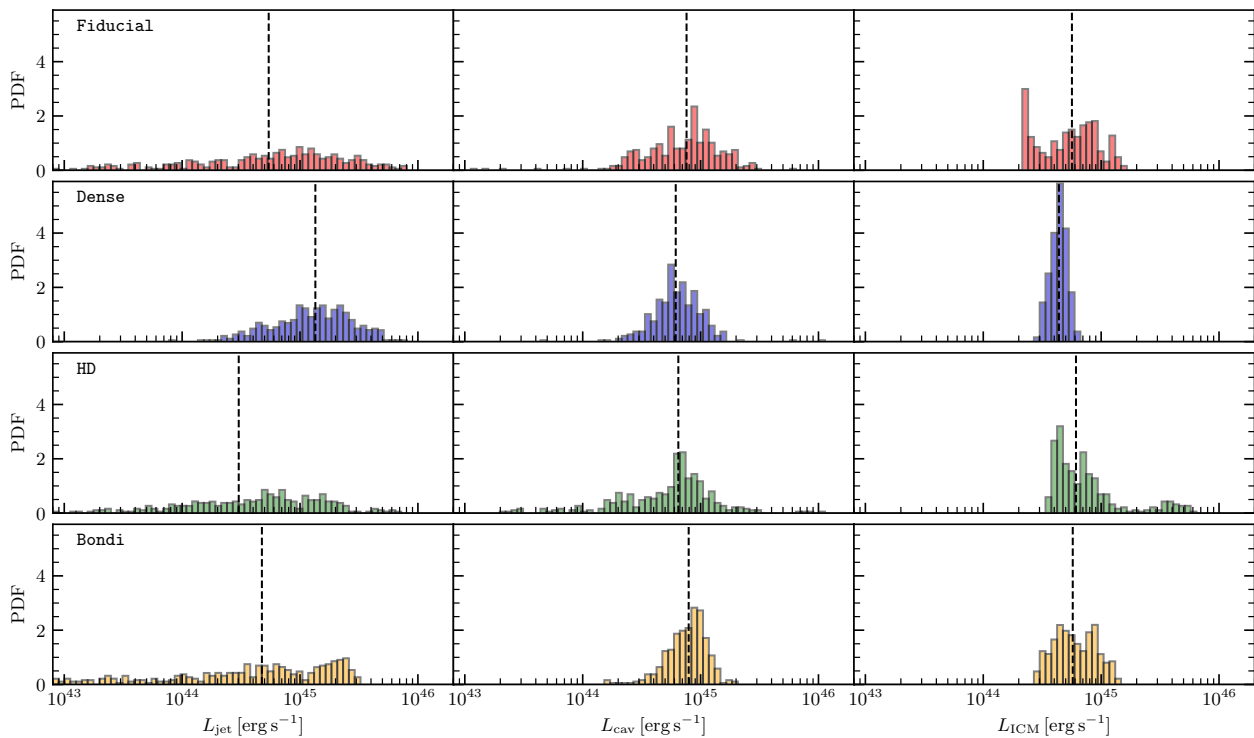 Fiducial
PDF
4
2
0
Dense
PDF
4
2
0
HD
PDF
4
2
0
Bondi
PDF
4
2
0
10^43 10^44 10^45 10^46 10^43 10^44 10^45 10^46 10^43 10^44 10^45 10^46
L_jet [erg s^−1] L_cav [erg s^−1] L_ICM [erg s^−1]